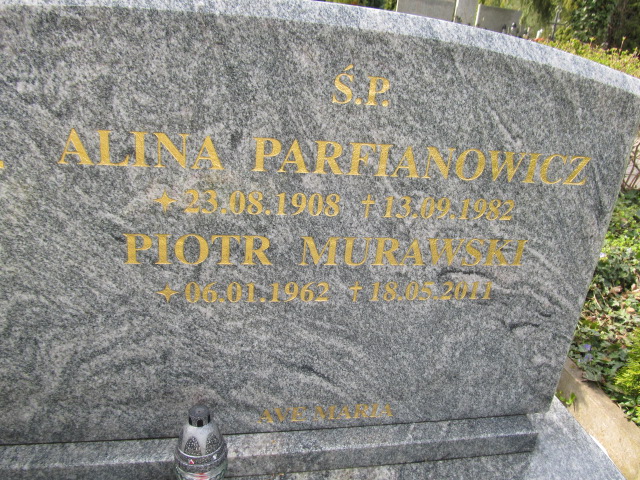 Ś.P.
ALINA PARFIANOWICZ
✦23.08.1908 †13.09.1982
PIOTR MURAWSKI
✦06.01.1962 †18.05.2011
AVE MARIA